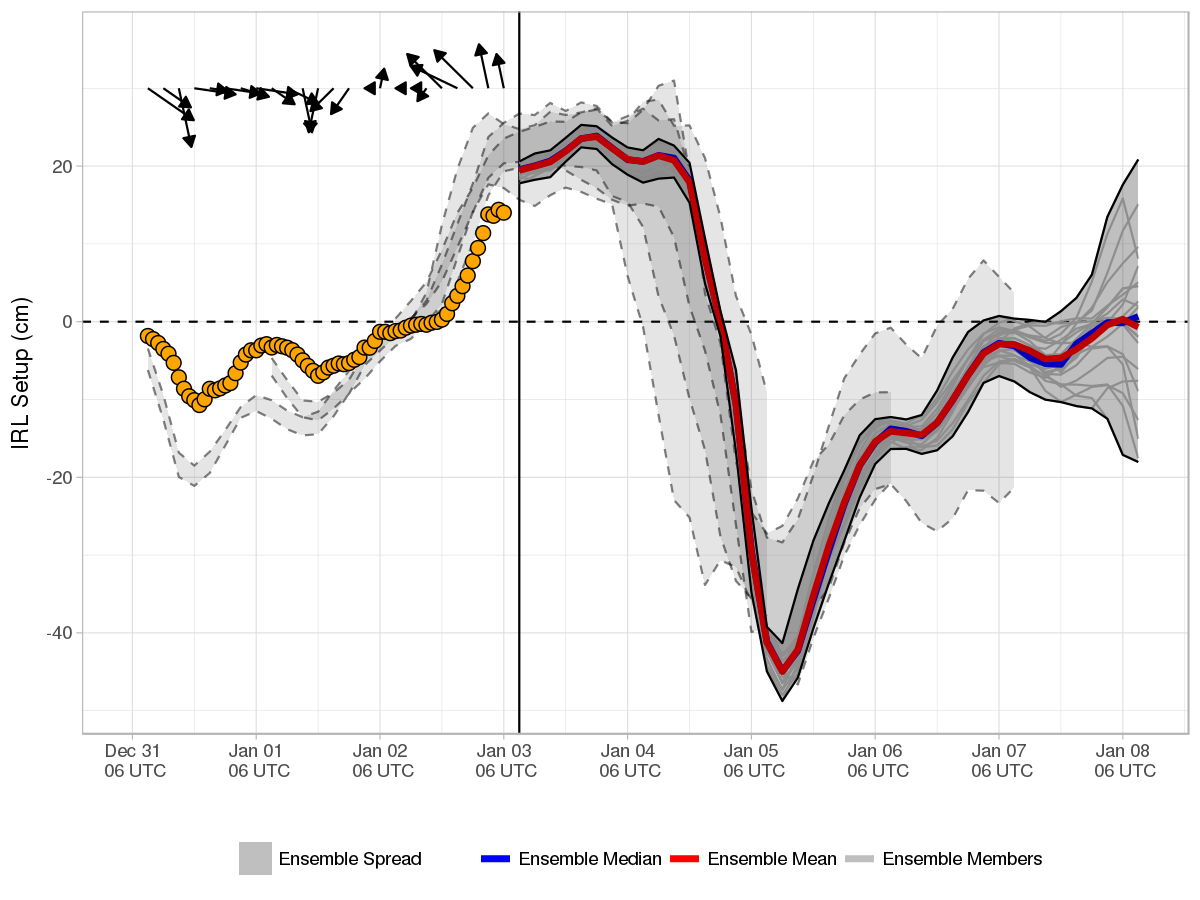 IRL Setup (cm)
20
0
-20
-40
Dec 31 Jan 01 Jan 02 Jan 03 Jan 04 Jan 05 Jan 06 Jan 07 Jan 08
06 UTC 06 UTC 06 UTC 06 UTC 06 UTC 06 UTC 06 UTC 06 UTC 06 UTC
Ensemble Spread Ensemble Median Ensemble Mean Ensemble Members